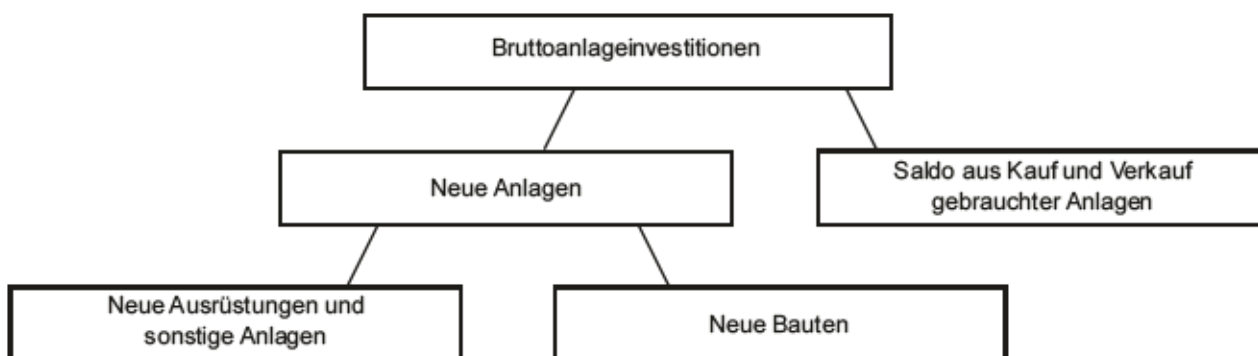 Bruttoanlageinvestitionen
Neue Anlagen
Saldo aus Kauf und Verkauf
gebrauchter Anlagen
Neue Ausrüstungen und
sonstige Anlagen
Neue Bauten